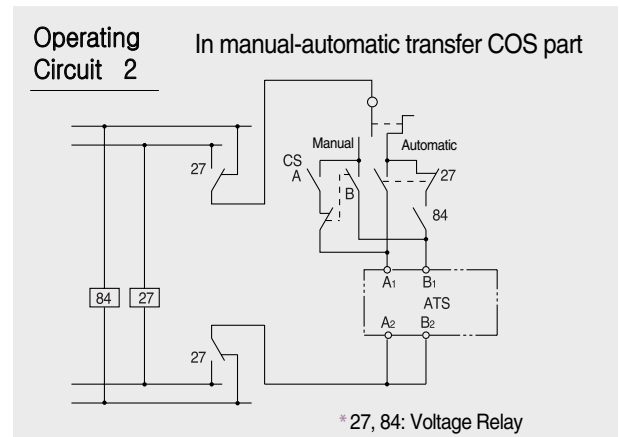 Operating
Circuit 2
In manual-automatic transfer COS part
Manual
Automatic
CS
A
B
27
27
84
84
27
A1
B1
ATS
A2
B2
27
*27, 84: Voltage Relay